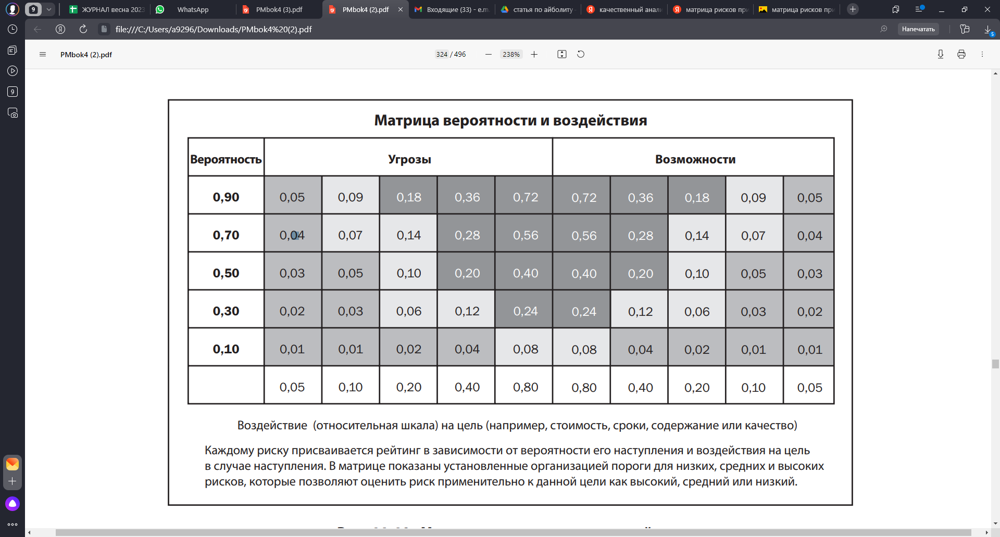 9
ЖУРНАЛ весна 2023
WhatsApp
PMbok4 (3).pdf
PMbok4 (2).pdf
Входящие (33) - e.m.
статья по айболиту -
качественный анали
матрица рисков при
матрица рисков при
file:///C:/Users/a9296/Downloads/PMbok4%20(2).pdf
Напечатать
5
PMbok4 (2).pdf
324 / 496
238%
9
Матрица вероятности и воздействия
Вероятность Угрозы Возможности
0,90 0,05 0,09 0,18 0,36 0,72 0,72 0,36 0,18 0,09 0,05
0,70 0,04 0,07 0,14 0,28 0,56 0,56 0,28 0,14 0,07 0,04
0,50 0,03 0,05 0,10 0,20 0,40 0,40 0,20 0,10 0,05 0,03
0,30 0,02 0,03 0,06 0,12 0,24 0,24 0,12 0,06 0,03 0,02
0,10 0,01 0,01 0,02 0,04 0,08 0,08 0,04 0,02 0,01 0,01
0,05 0,10 0,20 0,40 0,80 0,80 0,40 0,20 0,10 0,05
Воздействие (относительная шкала) на цель (например, стоимость, сроки, содержание или качество)
Каждому риску присваивается рейтинг в зависимости от вероятности его наступления и воздействия на цель
в случае наступления. В матрице показаны установленные организацией пороги для низких, средних и высоких
рисков, которые позволяют оценить риск применительно к данной цели как высокий, средний или низкий.